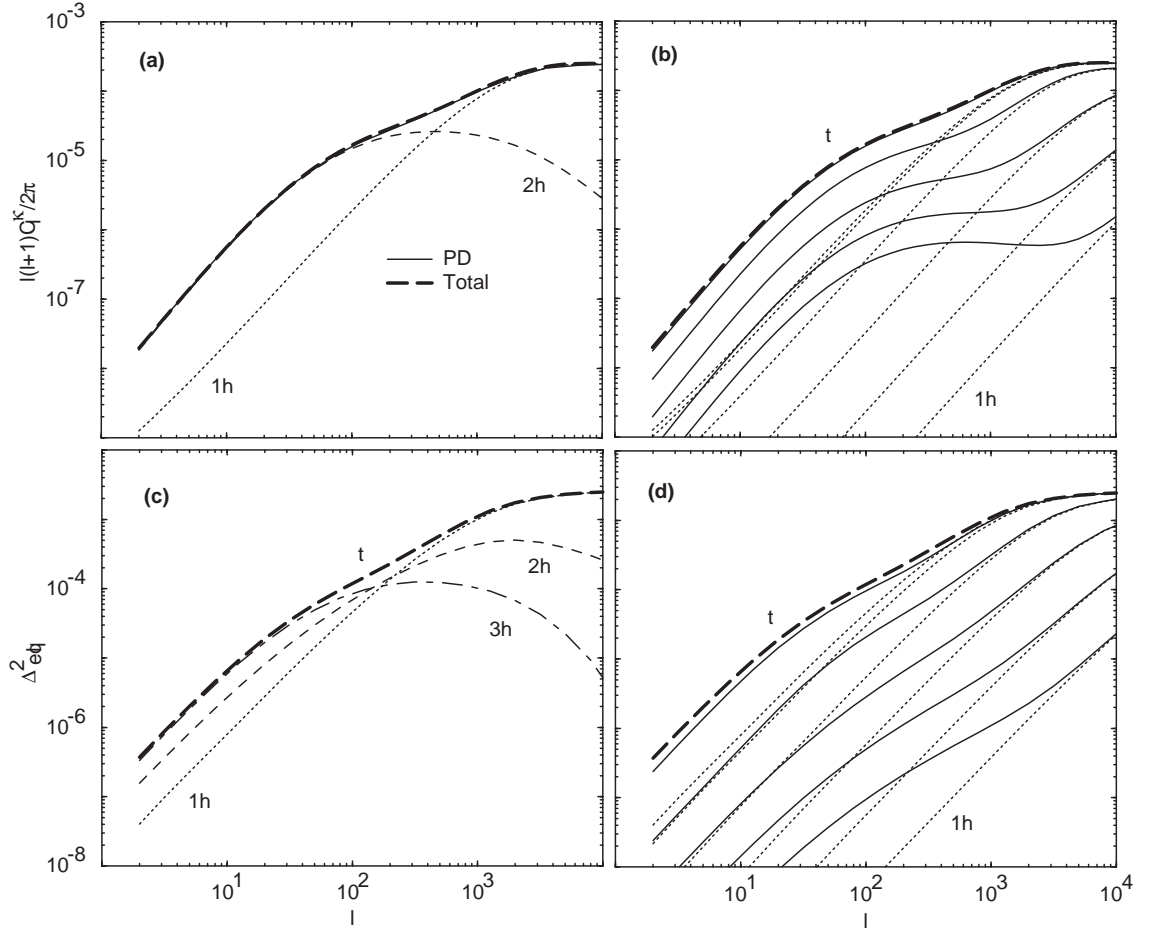 10^-3
10^-5
10^-7
l(l+1)C_l^κ/2π
(a)
2h
PD
Total
1h
(b)
t
1h
10^-4
10^-6
10^-8
Δ^2_eq
(c)
t
2h
3h
1h
10^1
10^2
10^3
l
(d)
t
1h
10^1
10^2
10^3
10^4
l